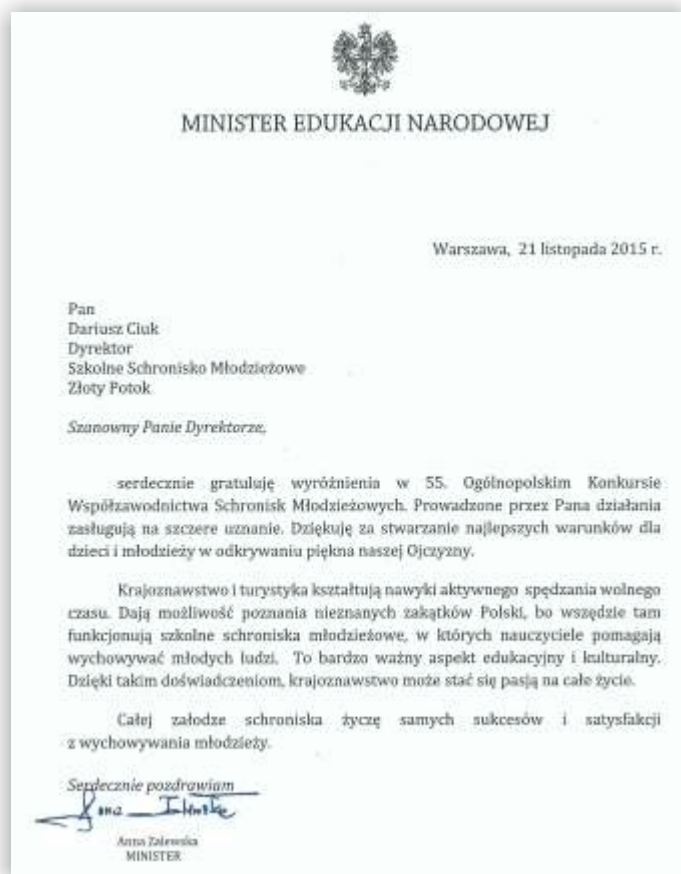 MINISTER EDUKACJI NARODOWEJ
Warszawa, 21 listopada 2015 r.
Pan
Dariusz Ciuk
Dyrektor
Szkolne Schronisko Młodzieżowe
Złoty Potok
Szanowny Panie Dyrektorze,
serdecznie gratuluję wyróżnienia w 55. Ogólnopolskim Konkursie
Współzawodnictwa Schronisk Młodzieżowych. Prowadzone przez Pana działania
zasługują na szczere uznanie. Dziękuję za stwarzanie najlepszych warunków dla
dzieci i młodzieży w odkrywaniu piękna naszej Ojczyzny.
Krajoznawstwo i turystyka kształtują nawyki aktywnego spędzania wolnego
czasu. Dają możliwość poznania nieznanych zakątków Polski, bo wszędzie tam
funkcjonują szkolne schroniska młodzieżowe, w których nauczyciele pomagają
wychowywać młodych ludzi. To bardzo ważny aspekt edukacyjny i kulturalny.
Dzięki takim doświadczeniom, krajoznawstwo może stać się pasją na całe życie.
Całej załodze schroniska życzę samych sukcesów i satysfakcji
z wychowywania młodzieży.
Serdecznie pozdrawiam
Anna Zalewska
Anna Zalewska
MINISTER